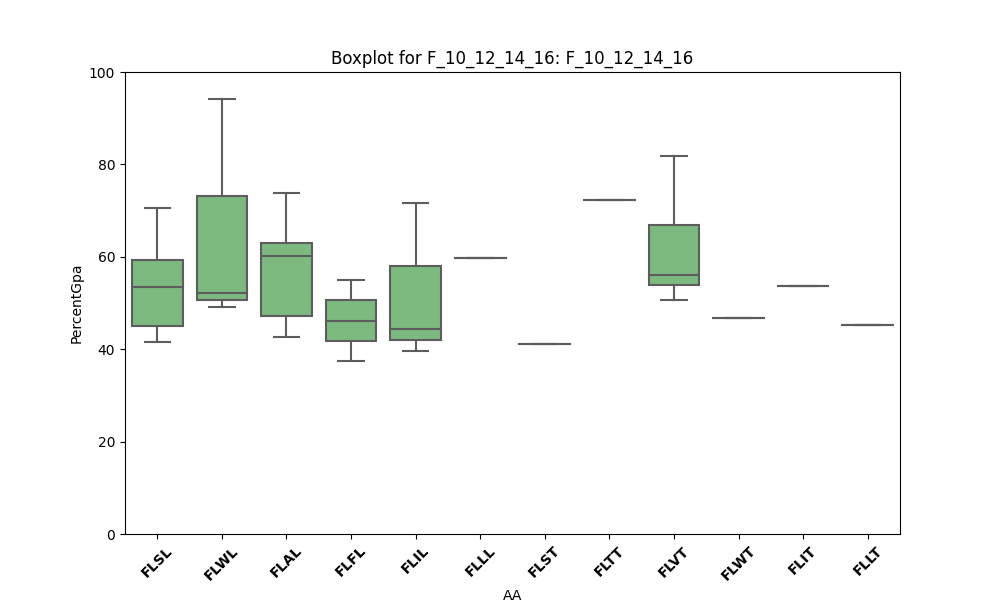 Boxplot for F_10_12_14_16: F_10_12_14_16
100
80
60
40
20
0
PercentGpa
FLSL FLWL FLAL FLFL FLIL FLLL FLST FLTT FLVT FLWT FLIT FLLT
AA